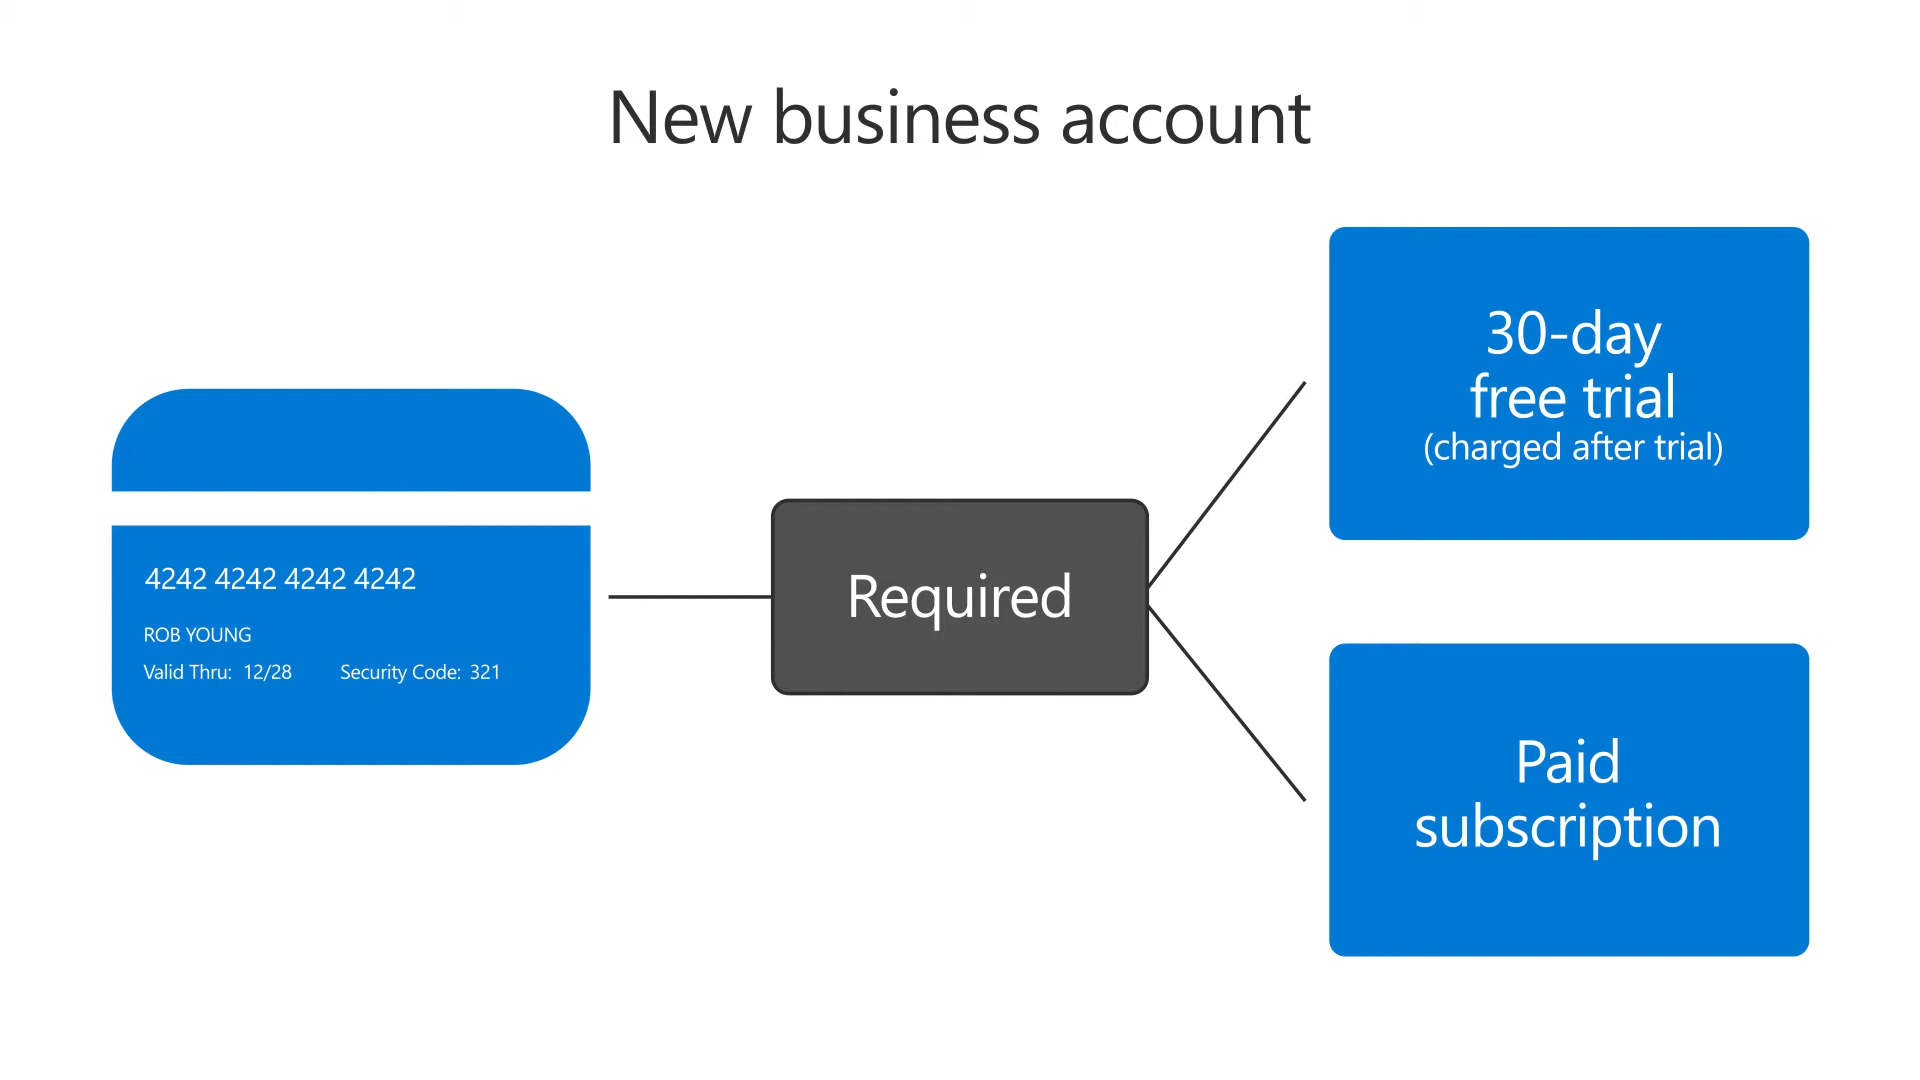 New business account
4242 4242 4242 4242
ROB YOUNG
Valid Thru: 12/28 Security Code: 321
Required
30-day
free trial
(charged after trial)
Paid
subscription